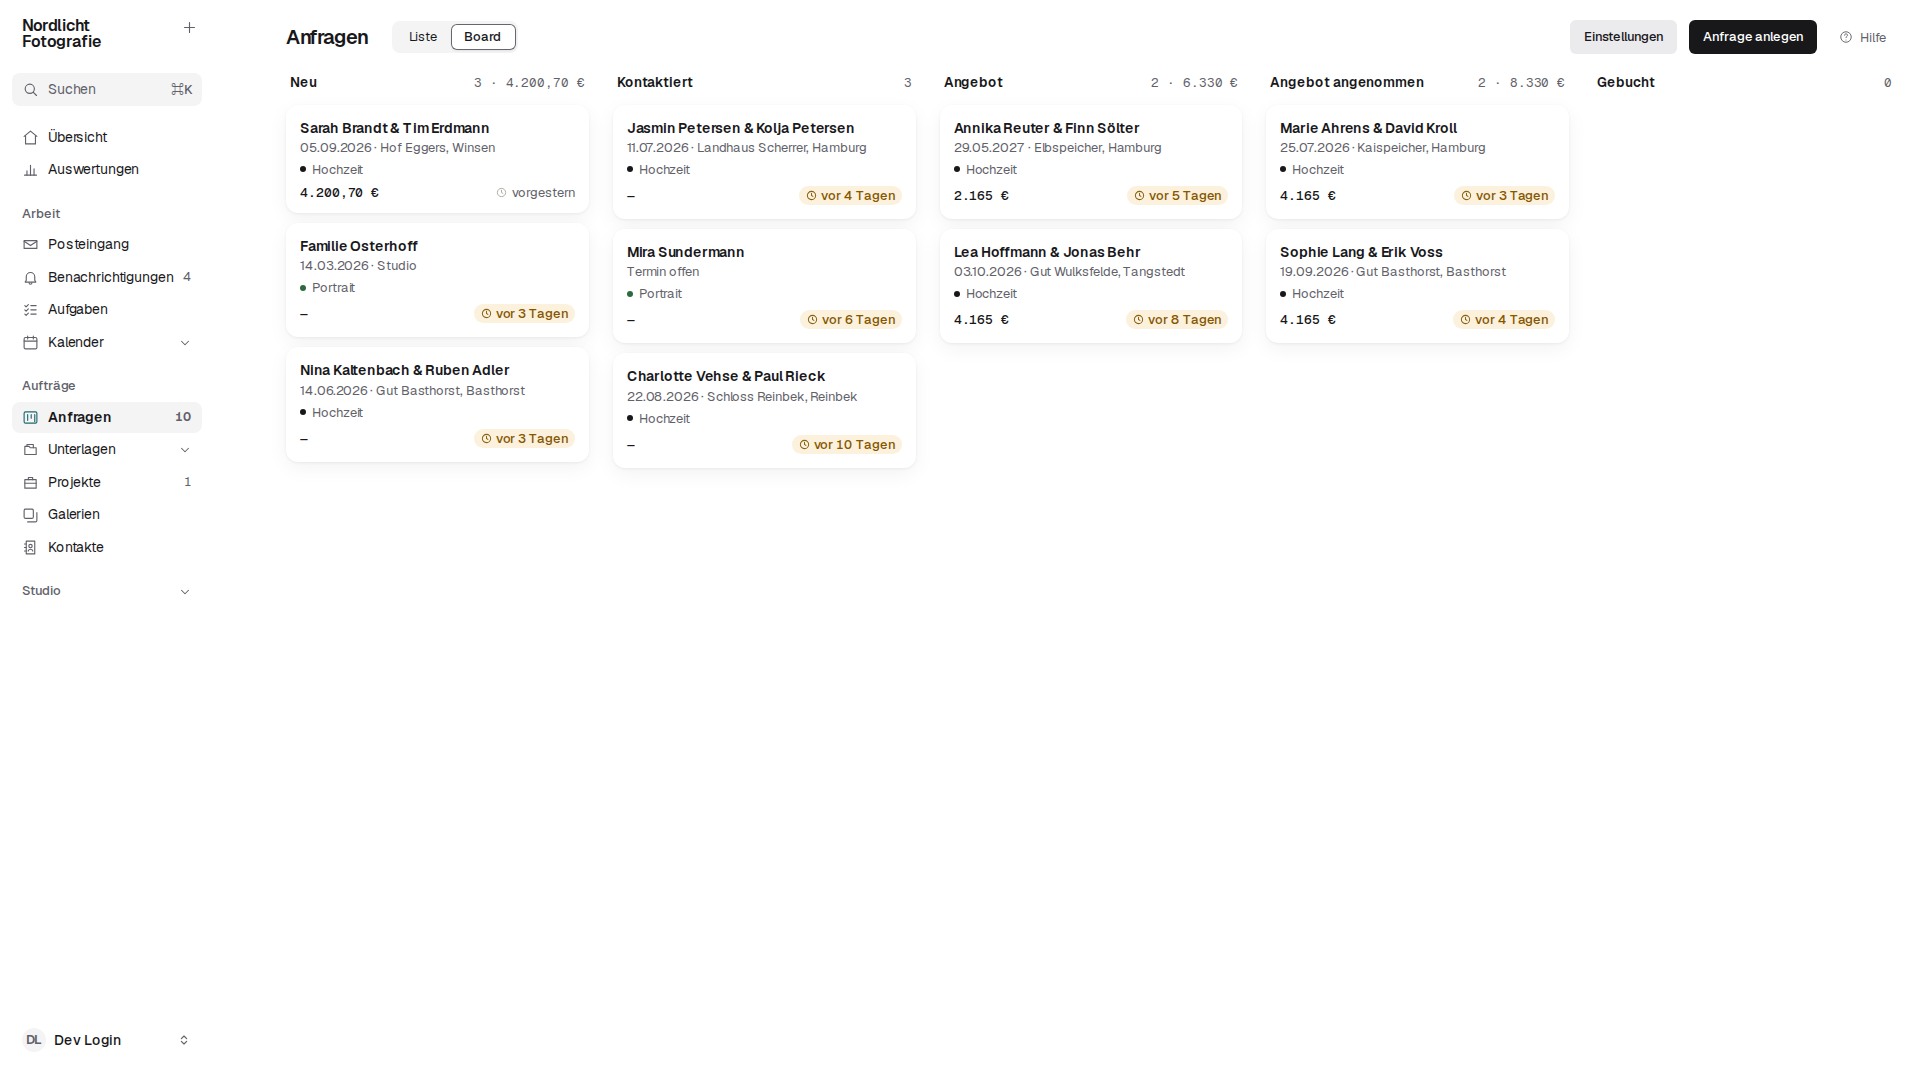 Nordlicht
Fotografie
Suchen ⌘K
Übersicht
Auswertungen
Arbeit
Posteingang
Benachrichtigungen 4
Aufgaben
Kalender
Aufträge
Anfragen 10
Unterlagen
Projekte 1
Galerien
Kontakte
Studio
DL Dev Login
Anfragen Liste Board Einstellungen Anfrage anlegen Hilfe
Neu 3 · 4.200,70 €
Sarah Brandt & Tim Erdmann
05.09.2026 · Hof Eggers, Winsen
Hochzeit
4.200,70 € vorgestern
Familie Osterhoff
14.03.2026 · Studio
Portrait
– vor 3 Tagen
Nina Kaltenbach & Ruben Adler
14.06.2026 · Gut Basthorst, Basthorst
Hochzeit
– vor 3 Tagen
Kontaktiert 3
Jasmin Petersen & Kolja Petersen
11.07.2026 · Landhaus Scherrer, Hamburg
Hochzeit
– vor 4 Tagen
Mira Sundermann
Termin offen
Portrait
– vor 6 Tagen
Charlotte Vehse & Paul Rieck
22.08.2026 · Schloss Reinbek, Reinbek
Hochzeit
– vor 10 Tagen
Angebot 2 · 6.330 €
Annika Reuter & Finn Sölter
29.05.2027 · Elbspeicher, Hamburg
Hochzeit
2.165 € vor 5 Tagen
Lea Hoffmann & Jonas Behr
03.10.2026 · Gut Wulksfelde, Tangstedt
Hochzeit
4.165 € vor 8 Tagen
Angebot angenommen 2 · 8.330 €
Marie Ahrens & David Kroll
25.07.2026 · Kaispeicher, Hamburg
Hochzeit
4.165 € vor 3 Tagen
Sophie Lang & Erik Voss
19.09.2026 · Gut Basthorst, Basthorst
Hochzeit
4.165 € vor 4 Tagen
Gebucht 0